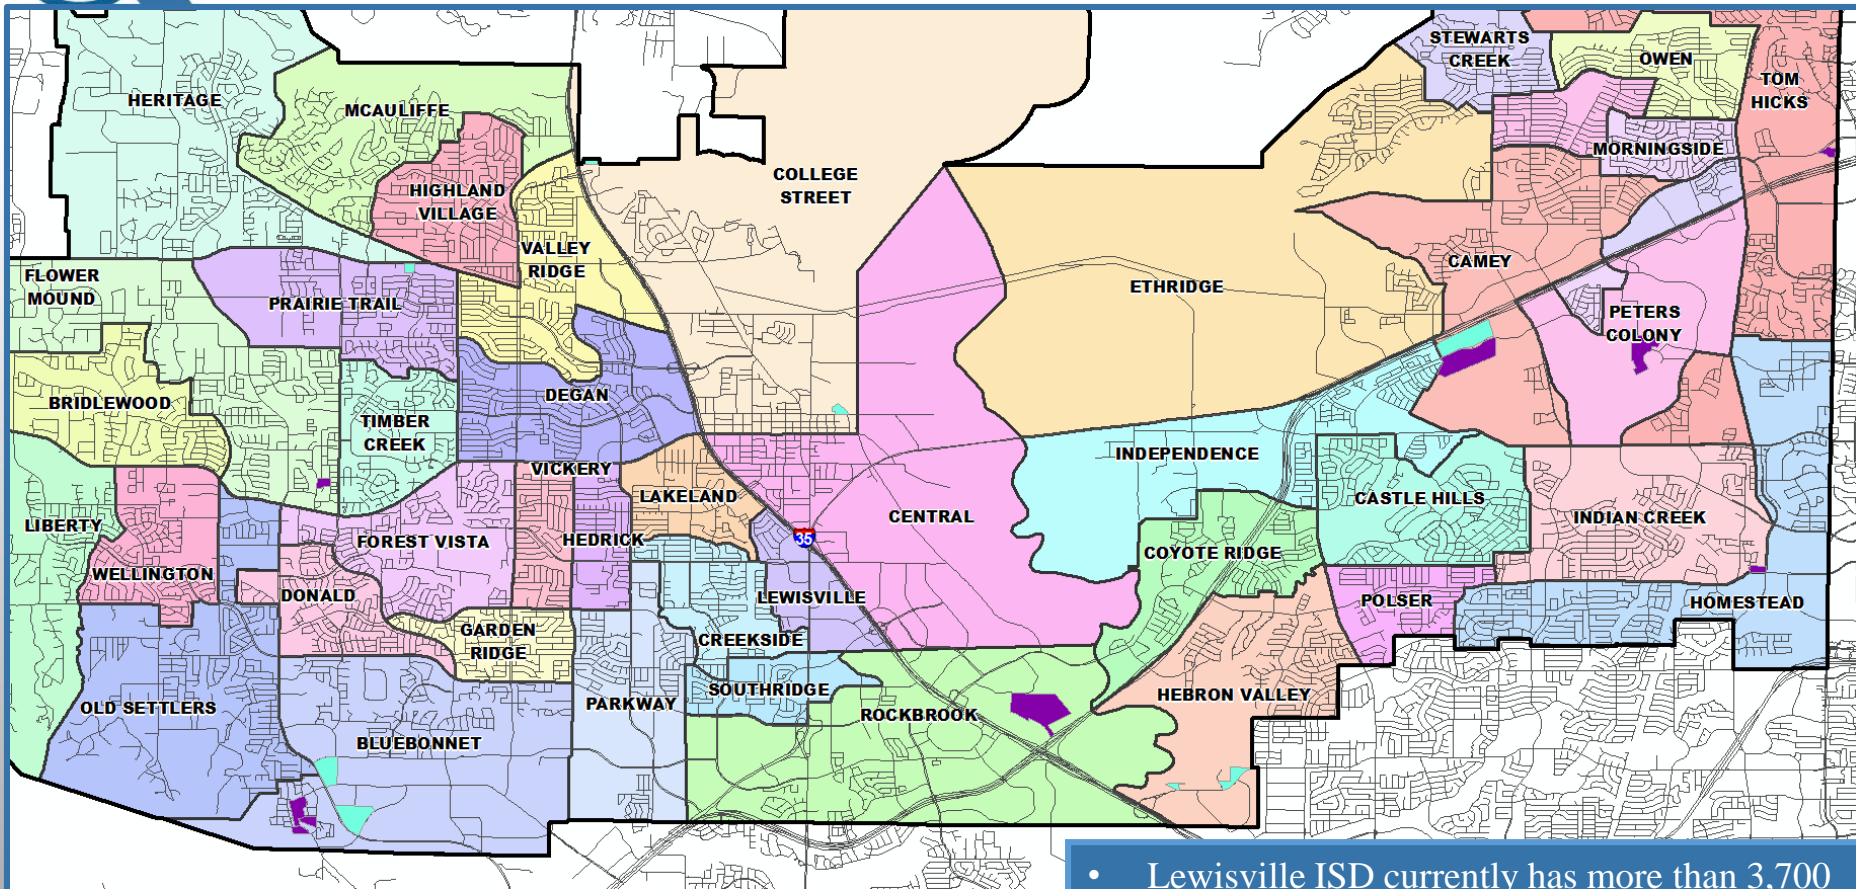 STEWARTS
CREEK
OWEN
TOM
HICKS
HERITAGE
MCAULIFFE
MORNINGSIDE
COLLEGE
STREET
HIGHLAND
VILLAGE
VALLEY
RIDGE
CAMEY
FLOWER
MOUND
PRAIRIE TRAIL
ETHRIDGE
PETERS
COLONY
BRIDLEWOOD
DEGAN
TIMBER
CREEK
INDEPENDENCE
VICKERY
LAKELAND
CASTLE HILLS
LIBERTY
CENTRAL
INDIAN CREEK
FOREST VISTA
HEDRICK
35
COYOTE RIDGE
WELLINGTON
DONALD
LEWISVILLE
POLSER
HOMESTEAD
GARDEN
RIDGE
CREEKSIDE
OLD SETTLERS
PARKWAY
SOUTHRIDGE
HEBRON VALLEY
ROCKBROOK
BLUEBONNET
• Lewisville ISD currently has more than 3,700